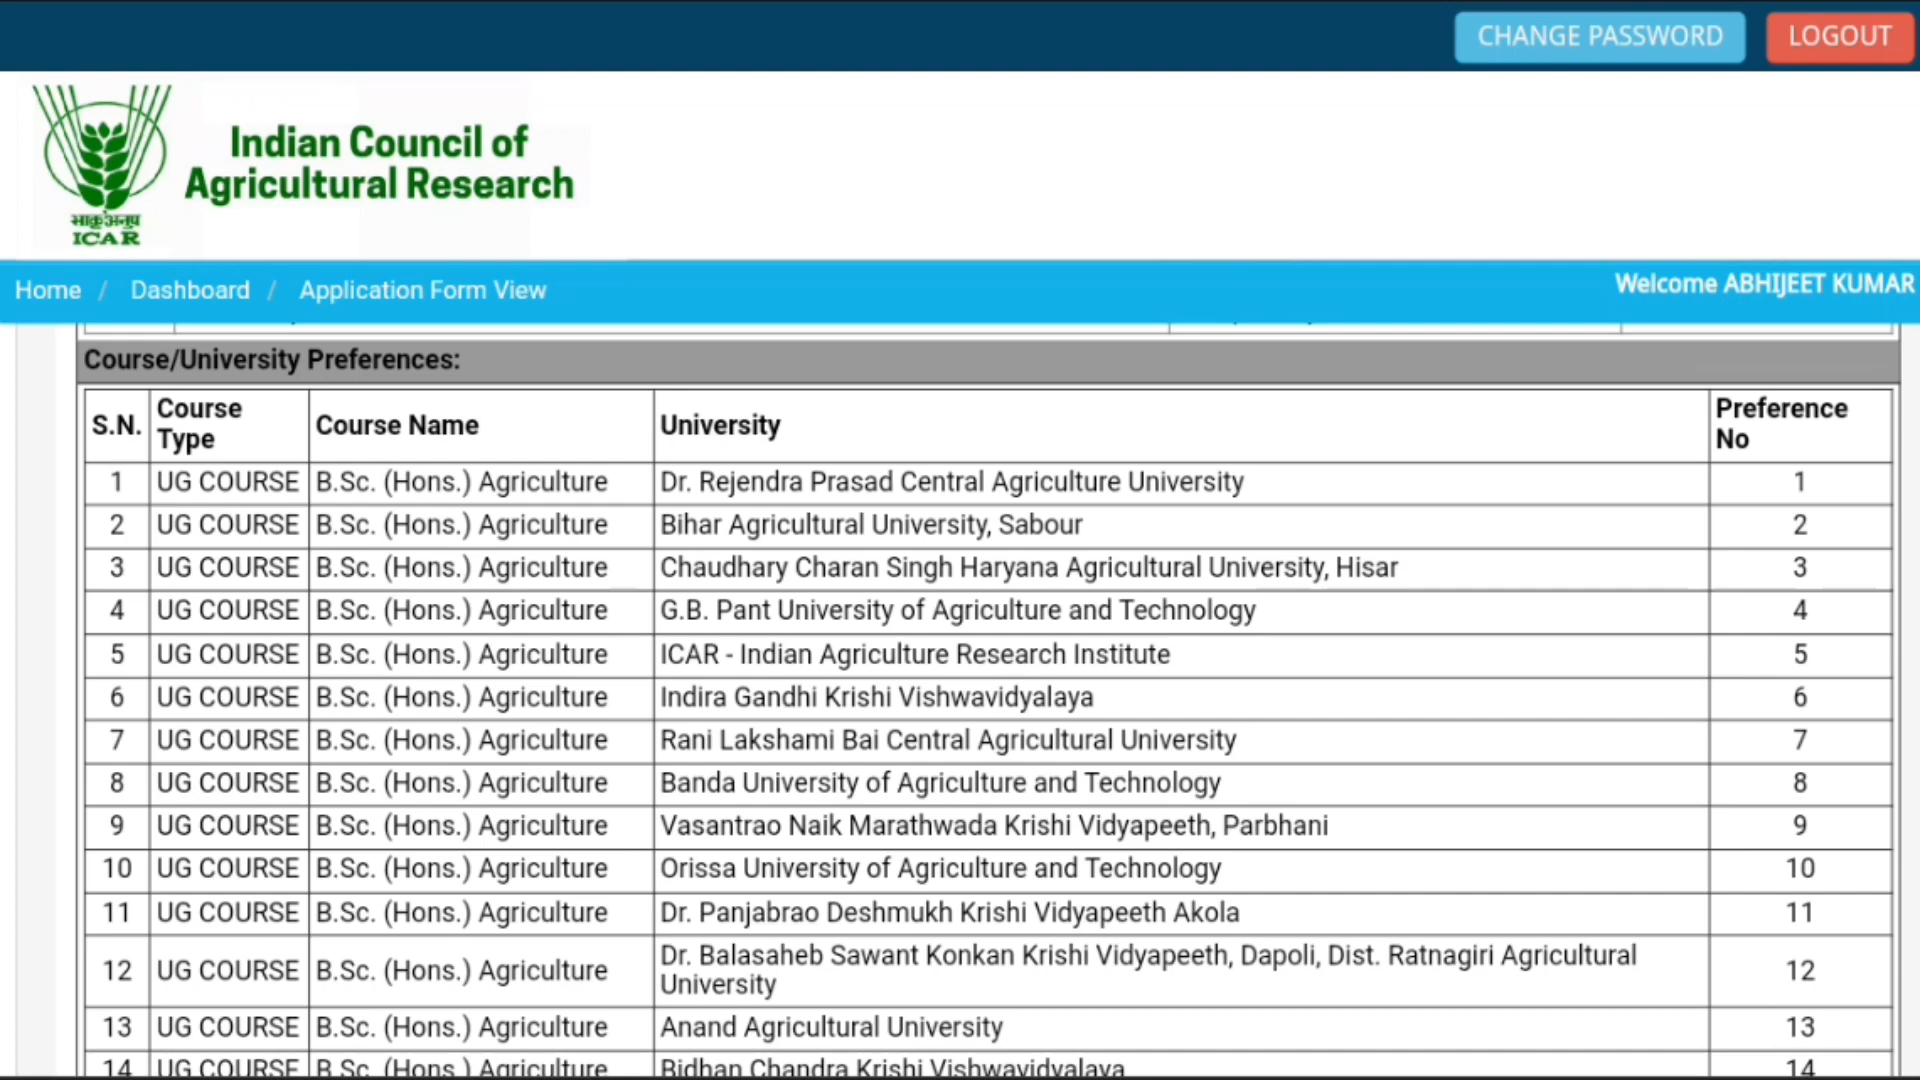 CHANGE PASSWORD LOGOUT
Indian Council of
Agricultural Research
भाकृअनुप
ICAR
Home / Dashboard / Application Form View Welcome ABHIJEET KUMAR
Course/University Preferences:
S.N. Course Type Course Name University Preference No
1 UG COURSE B.Sc. (Hons.) Agriculture Dr. Rejendra Prasad Central Agriculture University 1
2 UG COURSE B.Sc. (Hons.) Agriculture Bihar Agricultural University, Sabour 2
3 UG COURSE B.Sc. (Hons.) Agriculture Chaudhary Charan Singh Haryana Agricultural University, Hisar 3
4 UG COURSE B.Sc. (Hons.) Agriculture G.B. Pant University of Agriculture and Technology 4
5 UG COURSE B.Sc. (Hons.) Agriculture ICAR - Indian Agriculture Research Institute 5
6 UG COURSE B.Sc. (Hons.) Agriculture Indira Gandhi Krishi Vishwavidyalaya 6
7 UG COURSE B.Sc. (Hons.) Agriculture Rani Lakshami Bai Central Agricultural University 7
8 UG COURSE B.Sc. (Hons.) Agriculture Banda University of Agriculture and Technology 8
9 UG COURSE B.Sc. (Hons.) Agriculture Vasantrao Naik Marathwada Krishi Vidyapeeth, Parbhani 9
10 UG COURSE B.Sc. (Hons.) Agriculture Orissa University of Agriculture and Technology 10
11 UG COURSE B.Sc. (Hons.) Agriculture Dr. Panjabrao Deshmukh Krishi Vidyapeeth Akola 11
12 UG COURSE B.Sc. (Hons.) Agriculture Dr. Balasaheb Sawant Konkan Krishi Vidyapeeth, Dapoli, Dist. Ratnagiri Agricultural
University 12
13 UG COURSE B.Sc. (Hons.) Agriculture Anand Agricultural University 13
14 UG COURSE B.Sc. (Hons.) Agriculture Bidhan Chandra Krishi Vishwavidyalaya 14